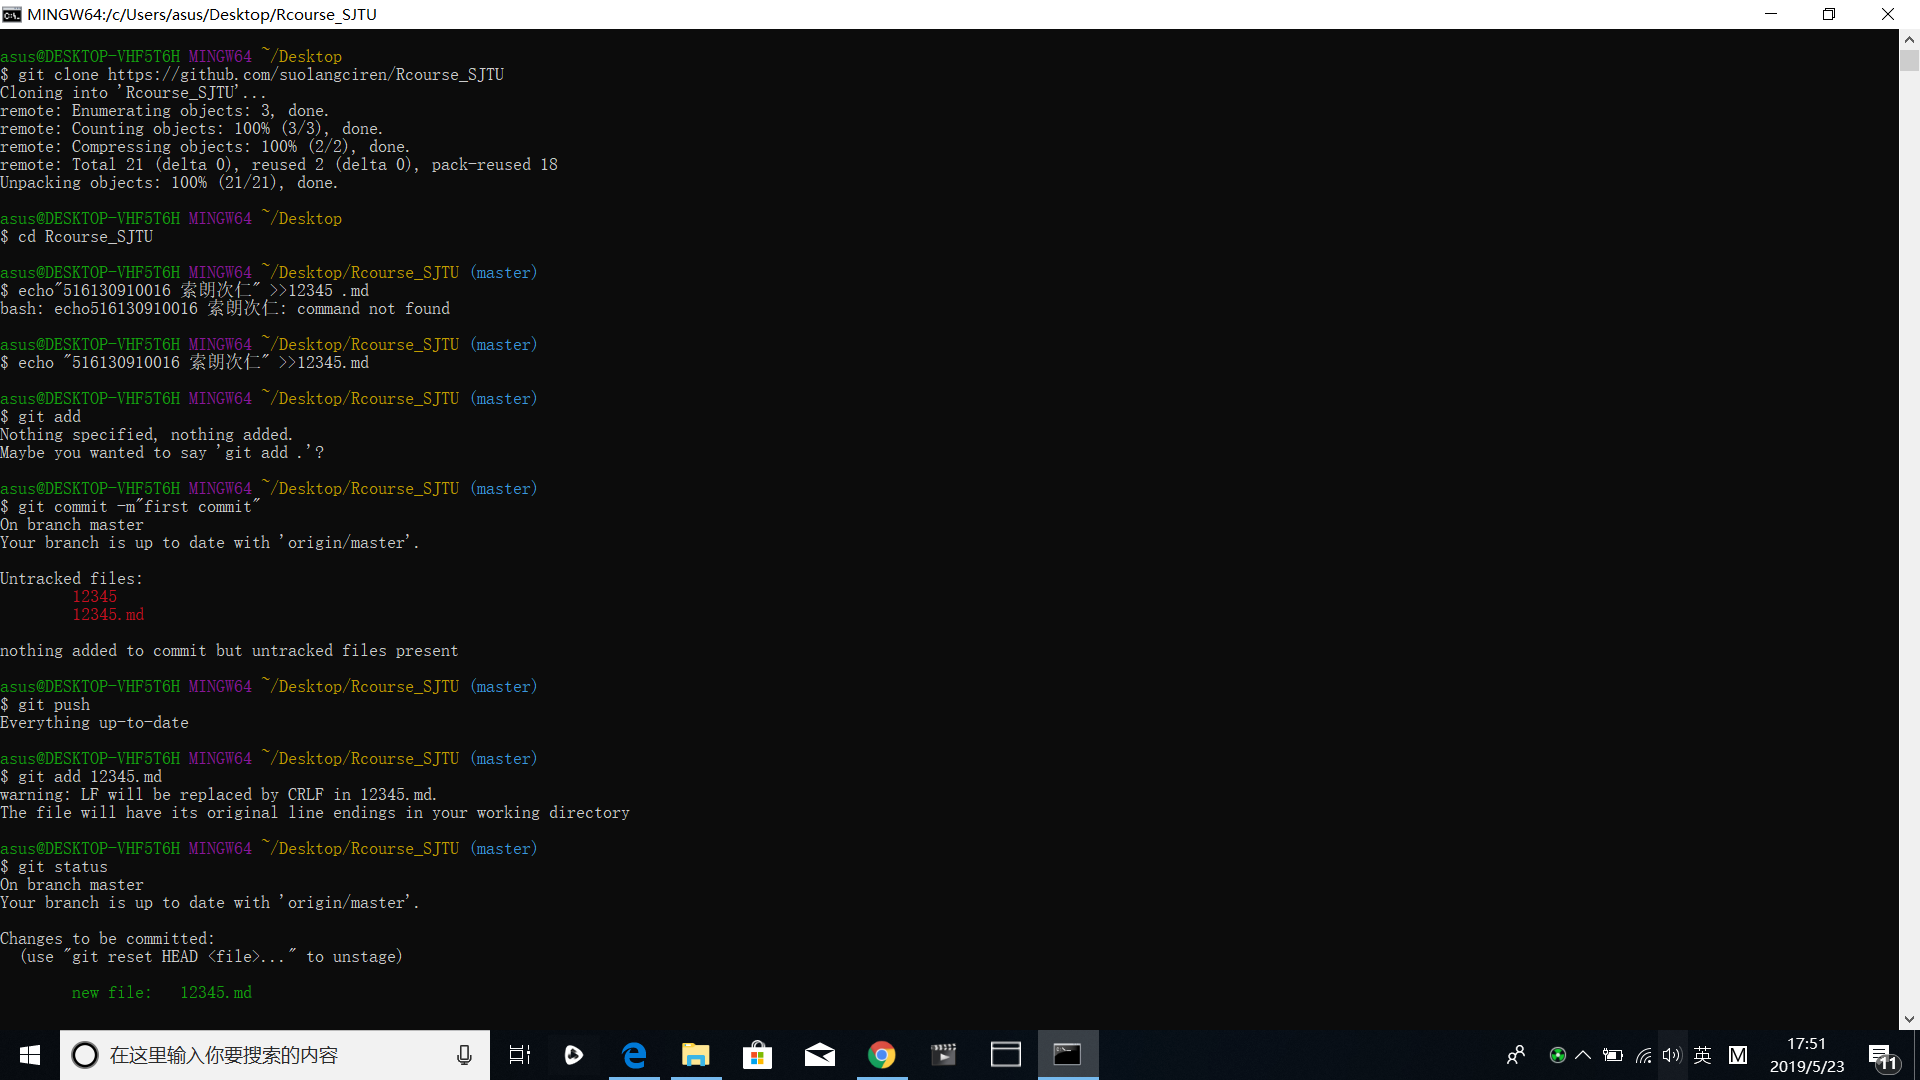 MINGW64:/c/Users/asus/Desktop/Rcourse_SJTU
asus@DESKTOP-VHF5T6H MINGW64 ~/Desktop
$ git clone https://github.com/suolangciren/Rcourse_SJTU
Cloning into 'Rcourse_SJTU'...
remote: Enumerating objects: 3, done.
remote: Counting objects: 100% (3/3), done.
remote: Compressing objects: 100% (2/2), done.
remote: Total 21 (delta 0), reused 2 (delta 0), pack-reused 18
Unpacking objects: 100% (21/21), done.
asus@DESKTOP-VHF5T6H MINGW64 ~/Desktop
$ cd Rcourse_SJTU
asus@DESKTOP-VHF5T6H MINGW64 ~/Desktop/Rcourse_SJTU (master)
$ echo"516130910016 索朗次仁" >>12345 .md
bash: echo516130910016 索朗次仁: command not found
asus@DESKTOP-VHF5T6H MINGW64 ~/Desktop/Rcourse_SJTU (master)
$ echo "516130910016 索朗次仁" >>12345.md
asus@DESKTOP-VHF5T6H MINGW64 ~/Desktop/Rcourse_SJTU (master)
$ git add
Nothing specified, nothing added.
Maybe you wanted to say 'git add .'?
asus@DESKTOP-VHF5T6H MINGW64 ~/Desktop/Rcourse_SJTU (master)
$ git commit -m"first commit"
On branch master
Your branch is up to date with 'origin/master'.
Untracked files:
12345
12345.md
nothing added to commit but untracked files present
asus@DESKTOP-VHF5T6H MINGW64 ~/Desktop/Rcourse_SJTU (master)
$ git push
Everything up-to-date
asus@DESKTOP-VHF5T6H MINGW64 ~/Desktop/Rcourse_SJTU (master)
$ git add 12345.md
warning: LF will be replaced by CRLF in 12345.md.
The file will have its original line endings in your working directory
asus@DESKTOP-VHF5T6H MINGW64 ~/Desktop/Rcourse_SJTU (master)
$ git status
On branch master
Your branch is up to date with 'origin/master'.
Changes to be committed:
(use "git reset HEAD <file>..." to unstage)
new file:   12345.md
在这里输入你要搜索的内容
英
M
17:51
2019/5/23
11